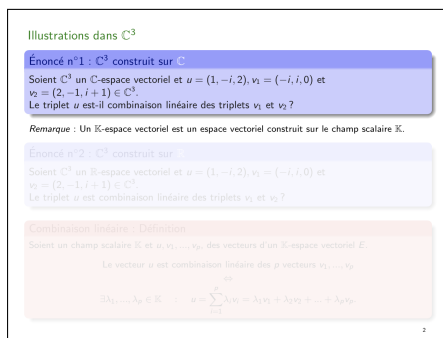 Illustrations dans ℂ³
Énoncé n°1 : ℂ³ construit sur ℂ
Soient ℂ³ un ℂ-espace vectoriel et u = (1, −i, 2), v₁ = (−i, i, 0) et
v₂ = (2, −1, i + 1) ∈ ℂ³.
Le triplet u est-il combinaison linéaire des triplets v₁ et v₂ ?
Remarque : Un 𝕂-espace vectoriel est un espace vectoriel construit sur le champ scalaire 𝕂.
Énoncé n°2 : ℂ³ construit sur ℝ
Soient ℂ³ un ℝ-espace vectoriel et u = (1, −i, 2), v₁ = (−i, i, 0) et
v₂ = (2, −1, i + 1) ∈ ℂ³.
Le triplet u est combinaison linéaire des triplets v₁ et v₂ ?
Combinaison linéaire : Définition
Soient un champ scalaire 𝕂 et u, v₁, ..., vₚ, des vecteurs d'un 𝕂-espace vectoriel E.
Le vecteur u est combinaison linéaire des p vecteurs v₁, ..., vₚ
⇔
∃λ₁, ..., λₚ ∈ 𝕂 : u = ∑ᵢ₌₁ᵖ λᵢvᵢ = λ₁v₁ + λ₂v₂ + ... + λₚvₚ.
2